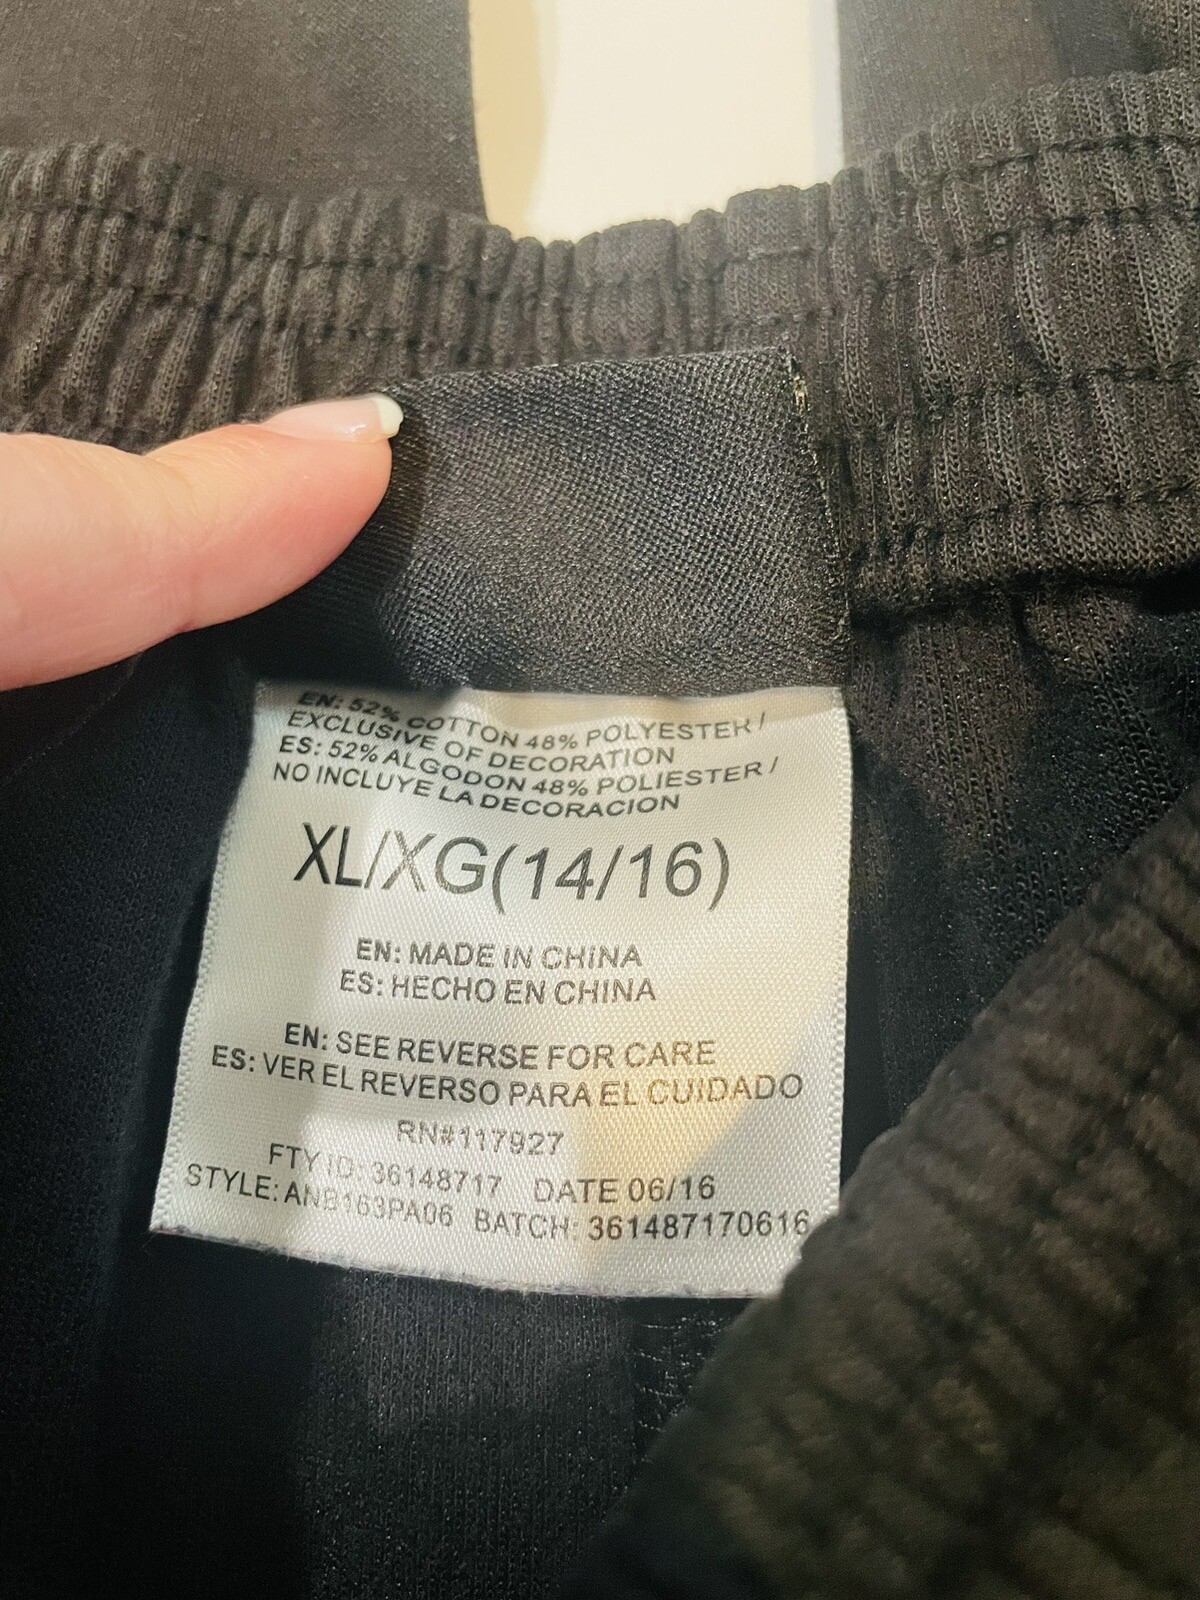 EN: 52% COTTON 48% POLYESTER /
EXCLUSIVE OF DECORATION
ES: 52% ALGODON 48% POLIESTER /
NO INCLUYE LA DECORACION
XL/XG(14/16)
EN: MADE IN CHINA
ES: HECHO EN CHINA
EN: SEE REVERSE FOR CARE
ES: VER EL REVERSO PARA EL CUIDADO
RN#117927
FTY ID: 36148717 DATE 06/16
STYLE: ANB163PA06 BATCH: 361487170616